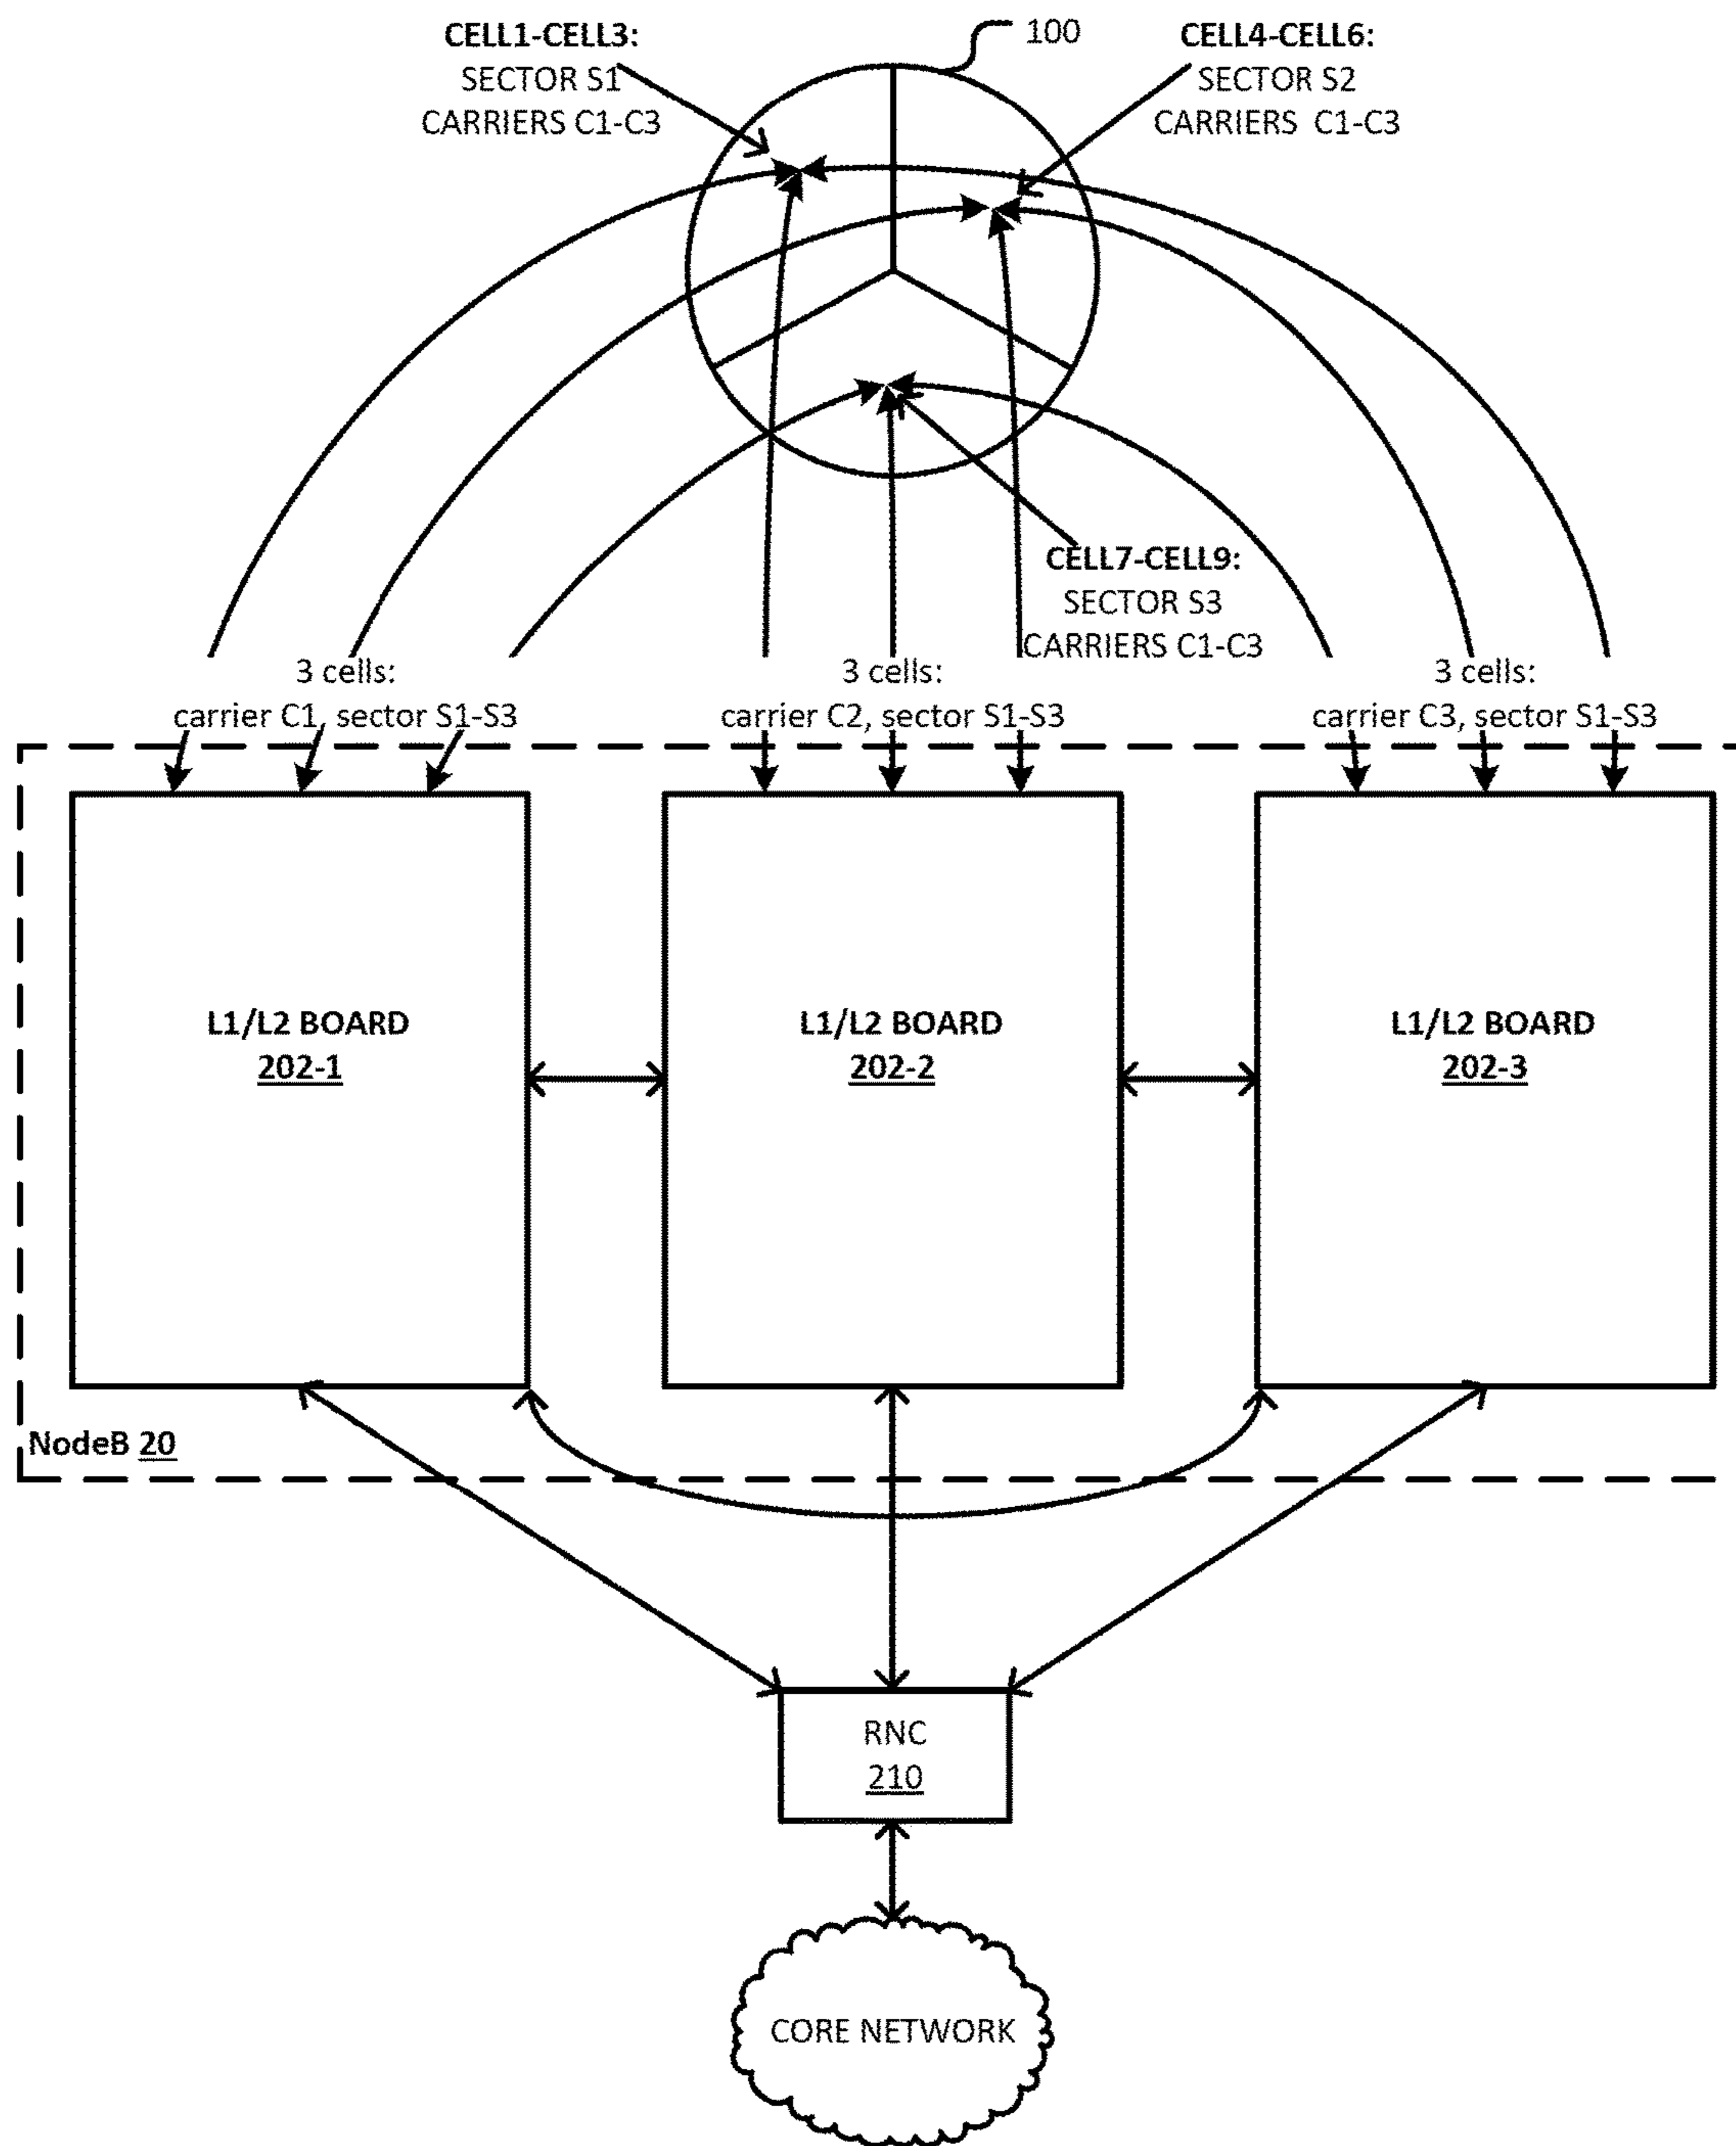 100
CELL1-CELL3:
SECTOR S1
CARRIERS C1-C3
CELL4-CELL6:
SECTOR S2
CARRIERS C1-C3
CELL7-CELL9:
SECTOR S3
CARRIERS C1-C3
3 cells:
carrier C1, sector S1-S3
3 cells:
carrier C2, sector S1-S3
3 cells:
carrier C3, sector S1-S3
L1/L2 BOARD
202-1
L1/L2 BOARD
202-2
L1/L2 BOARD
202-3
NodeB 20
RNC
210
CORE NETWORK